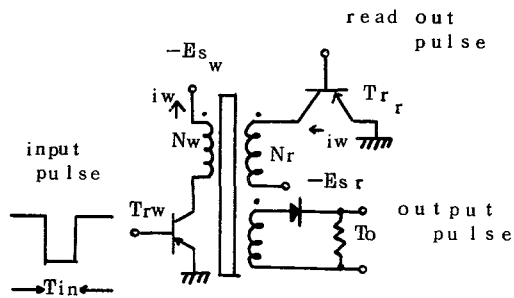 read out
pulse
−Es w
iw
Tr r
Nw
iw
Nr
input
pulse
−Es r
Trw
output
To
pulse
Tin